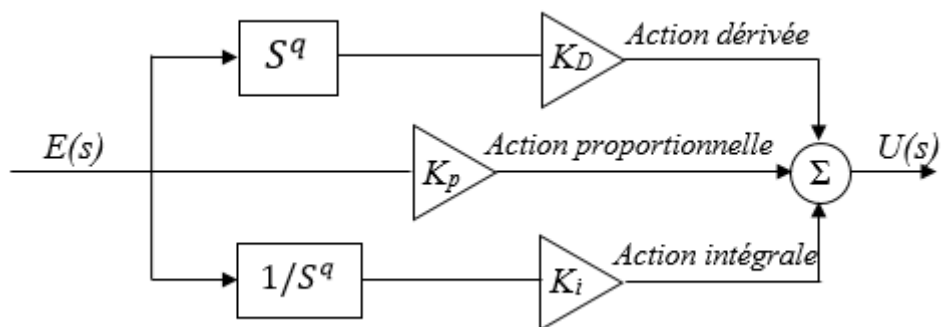 Action dérivée
S^q
K_D
E(s)
Action proportionnelle
U(s)
K_p
Σ
Action intégrale
1/S^q
K_i